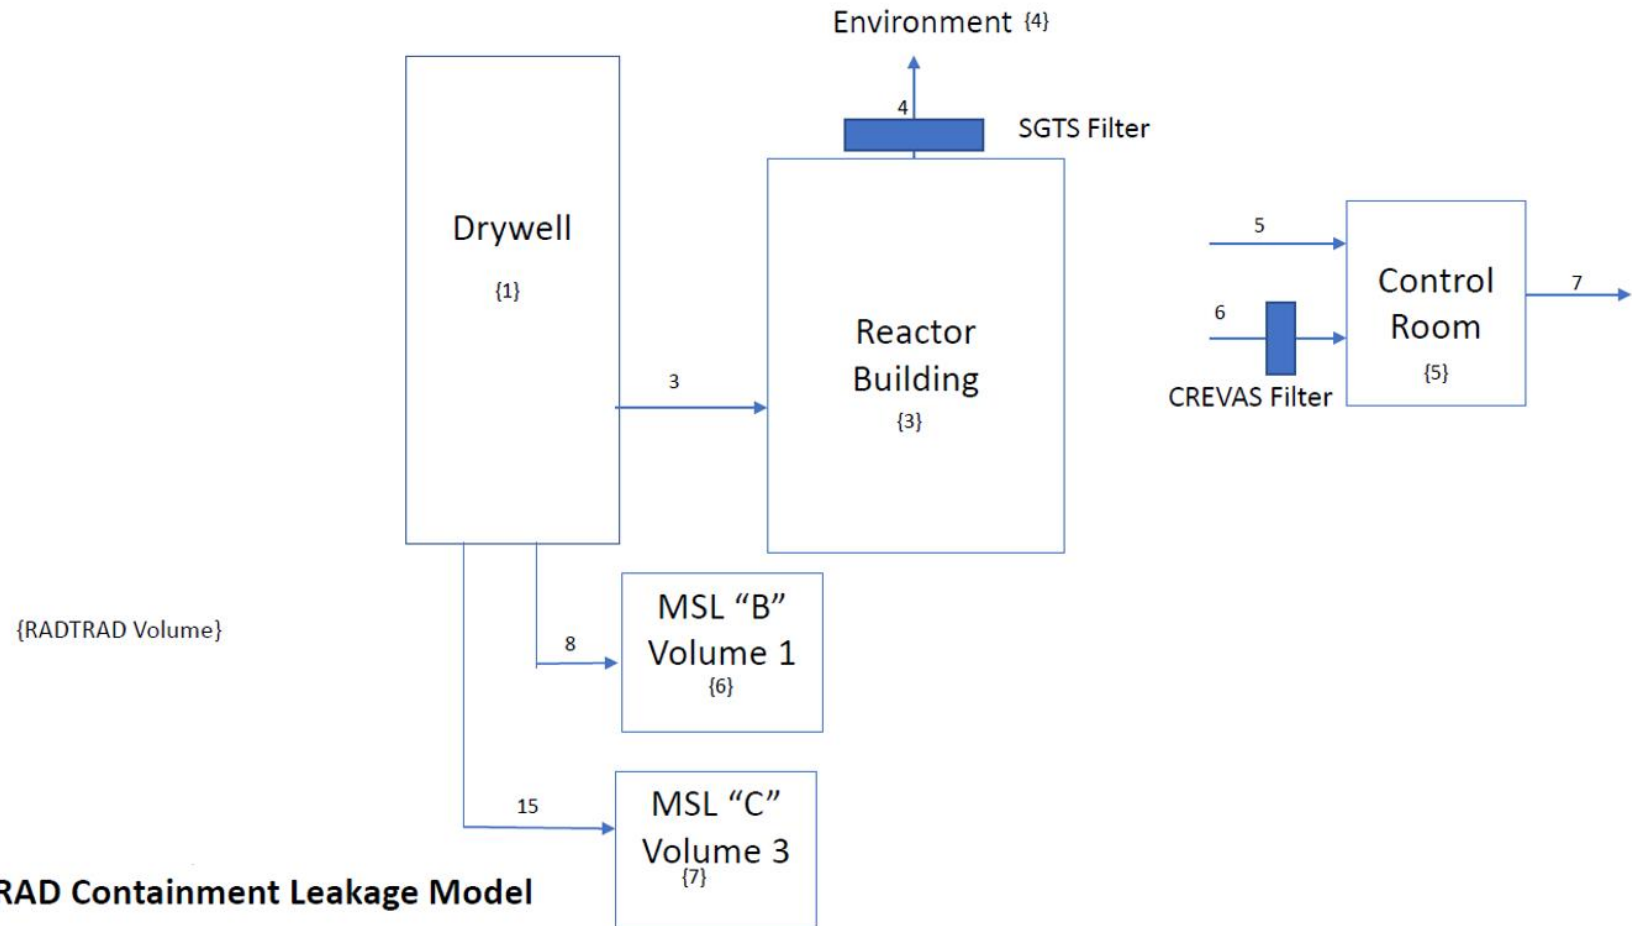 Environment {4}
4
SGTS Filter
Drywell
{1}
3
Reactor
Building
{3}
5
6
CREVAS Filter
Control
Room
{5}
7
{RADTRAD Volume}
8
MSL “B”
Volume 1
{6}
15
MSL “C”
Volume 3
{7}
RAD Containment Leakage Model